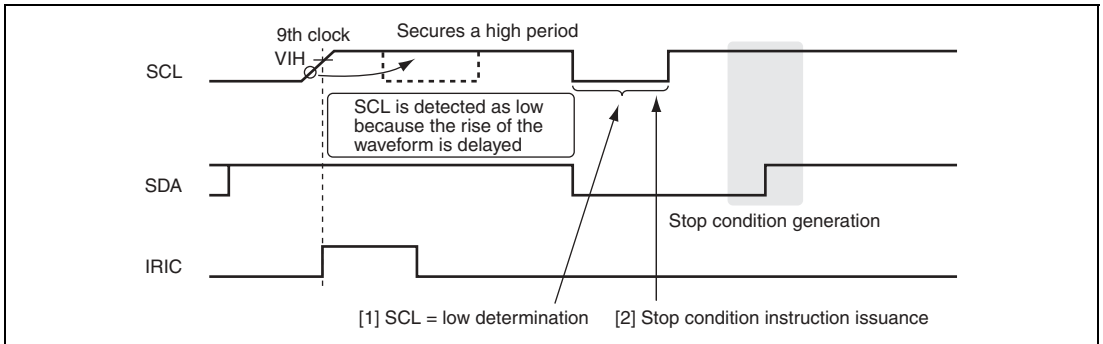 9th clock
Secures a high period
VIH
SCL
SCL is detected as low
because the rise of the
waveform is delayed
SDA
Stop condition generation
IRIC
[1] SCL = low determination
[2] Stop condition instruction issuance